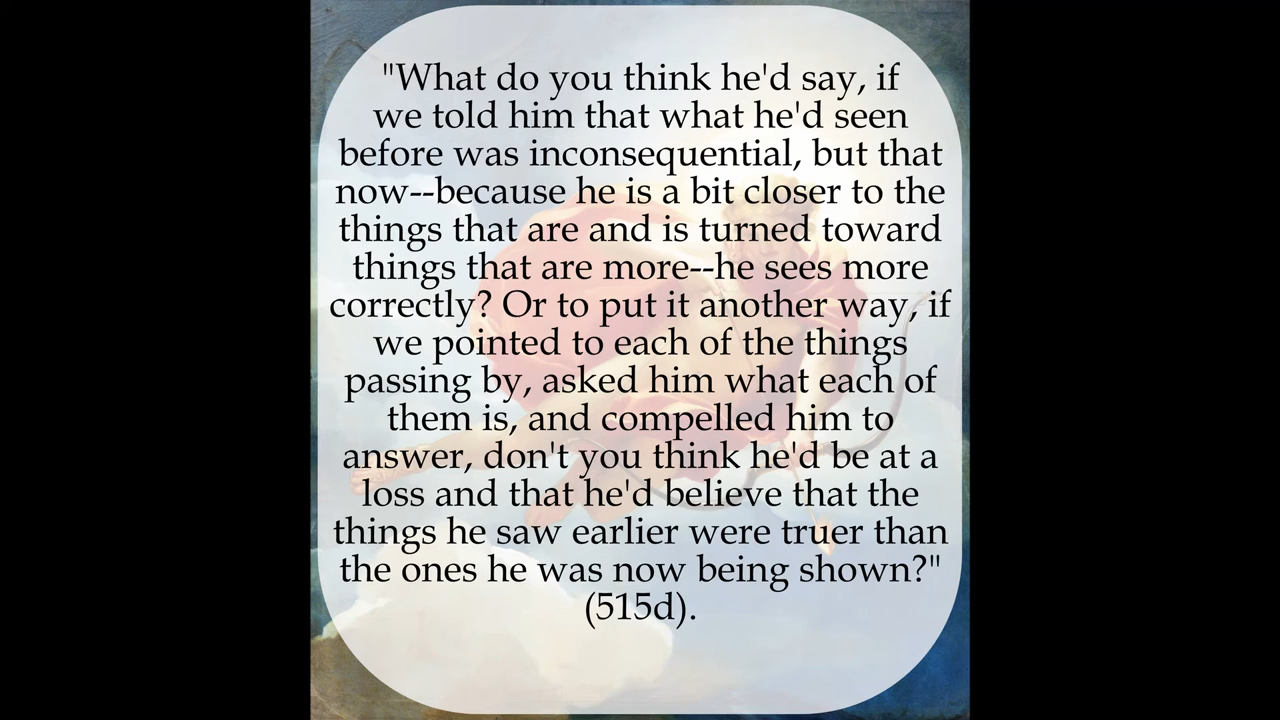 "What do you think he'd say, if
we told him that what he'd seen
before was inconsequential, but that
now--because he is a bit closer to the
things that are and is turned toward
things that are more--he sees more
correctly? Or to put it another way, if
we pointed to each of the things
passing by, asked him what each of
them is, and compelled him to
answer, don't you think he'd be at a
loss and that he'd believe that the
things he saw earlier were truer than
the ones he was now being shown?"
(515d).